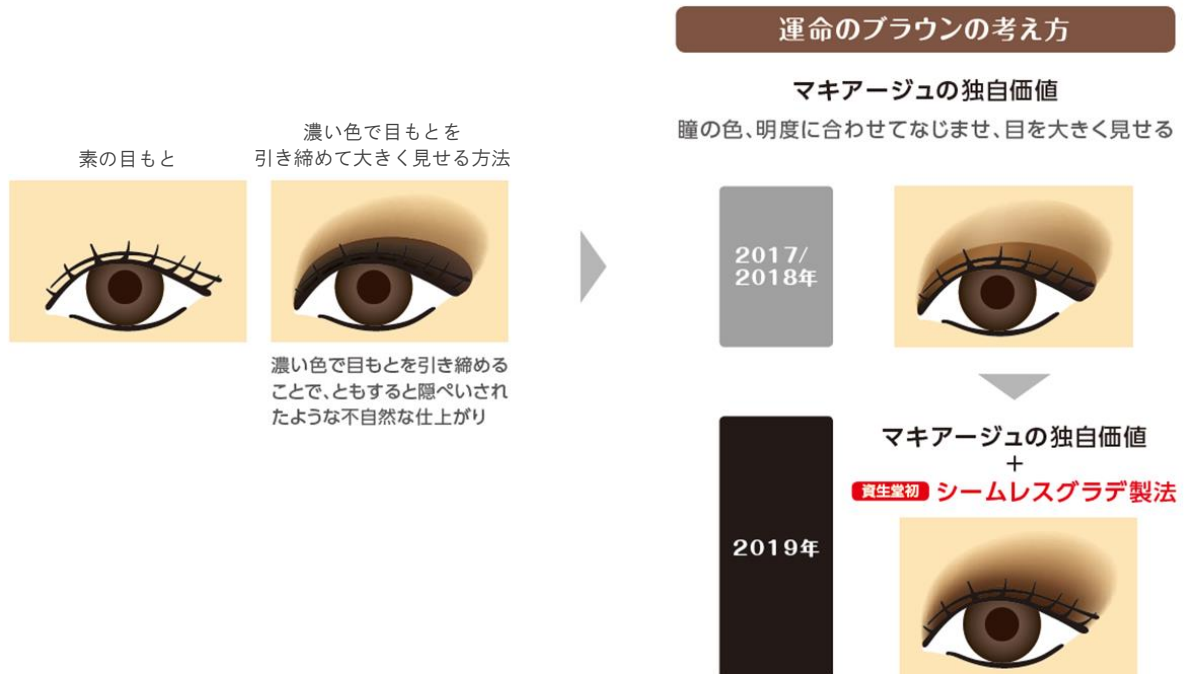 素の目もと
濃い色で目もとを
引き締めて大きく見せる方法
濃い色で目もとを引き締める
ことで、ともすると隠ぺいされ
たような不自然な仕上がり
運命のブラウンの考え方
マキアージュの独自価値
瞳の色、明度に合わせてなじませ、目を大きく見せる
2017/
2018年
マキアージュの独自価値
+
資生堂初 シームレスグラデ製法
2019年